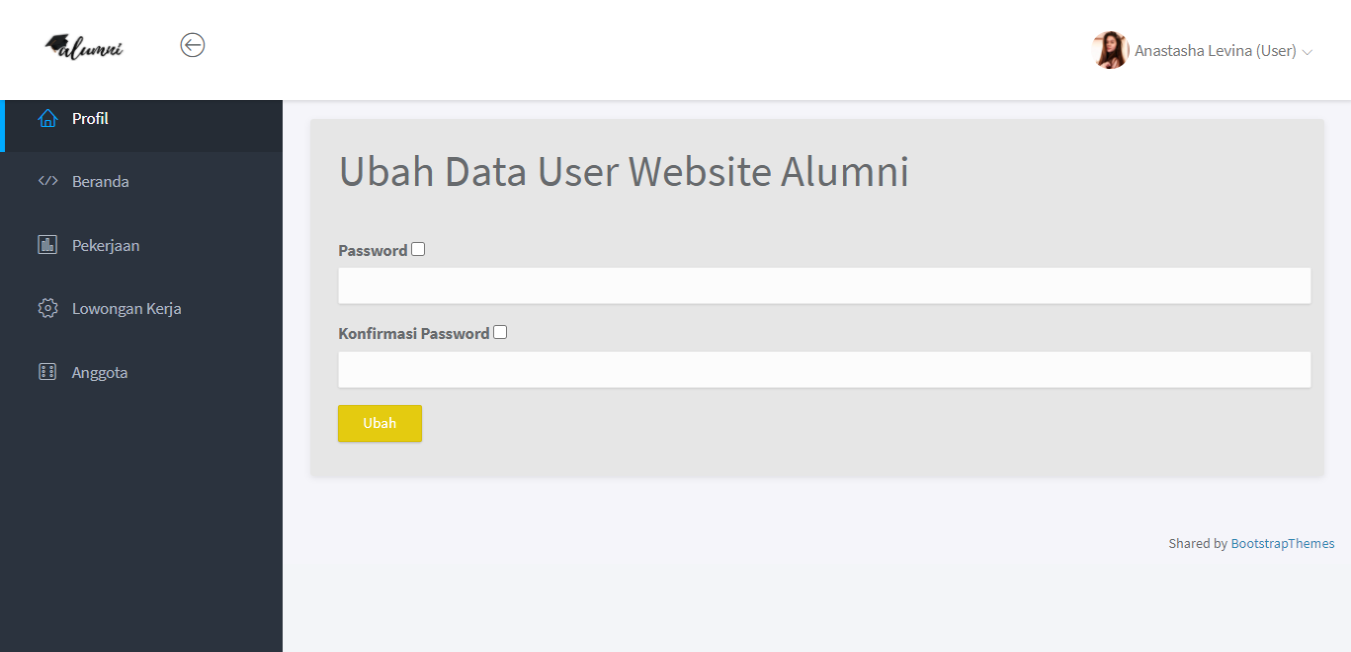 alumni
Anastasha Levina (User)
Profil
Beranda
Pekerjaan
Lowongan Kerja
Anggota
Ubah Data User Website Alumni
Password
Konfirmasi Password
Ubah
Shared by BootstrapThemes